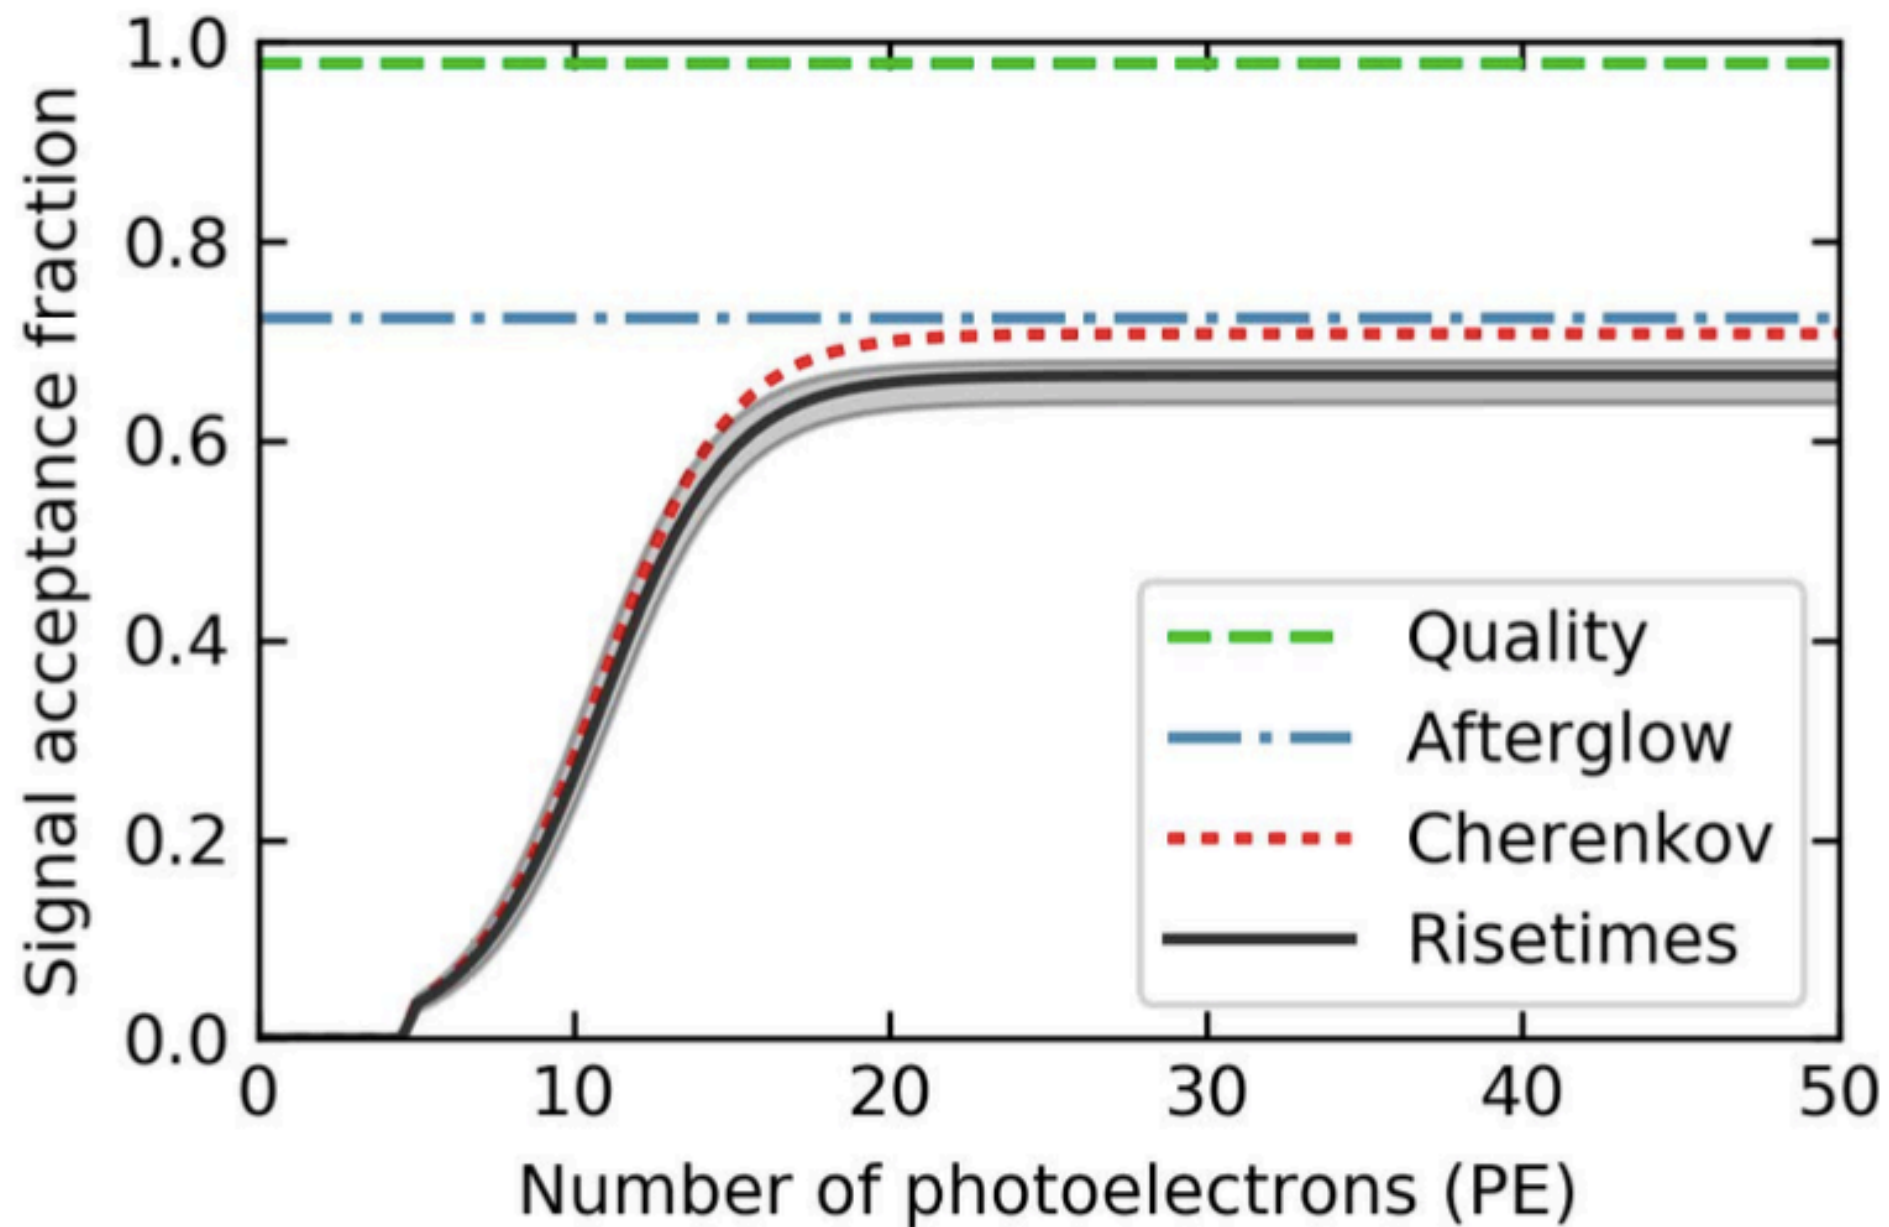 Signal acceptance fraction
1.0
0.8
0.6
0.4
0.2
0.0
0 10 20 30 40 50
Number of photoelectrons (PE)
Quality
Afterglow
Cherenkov
Risetimes